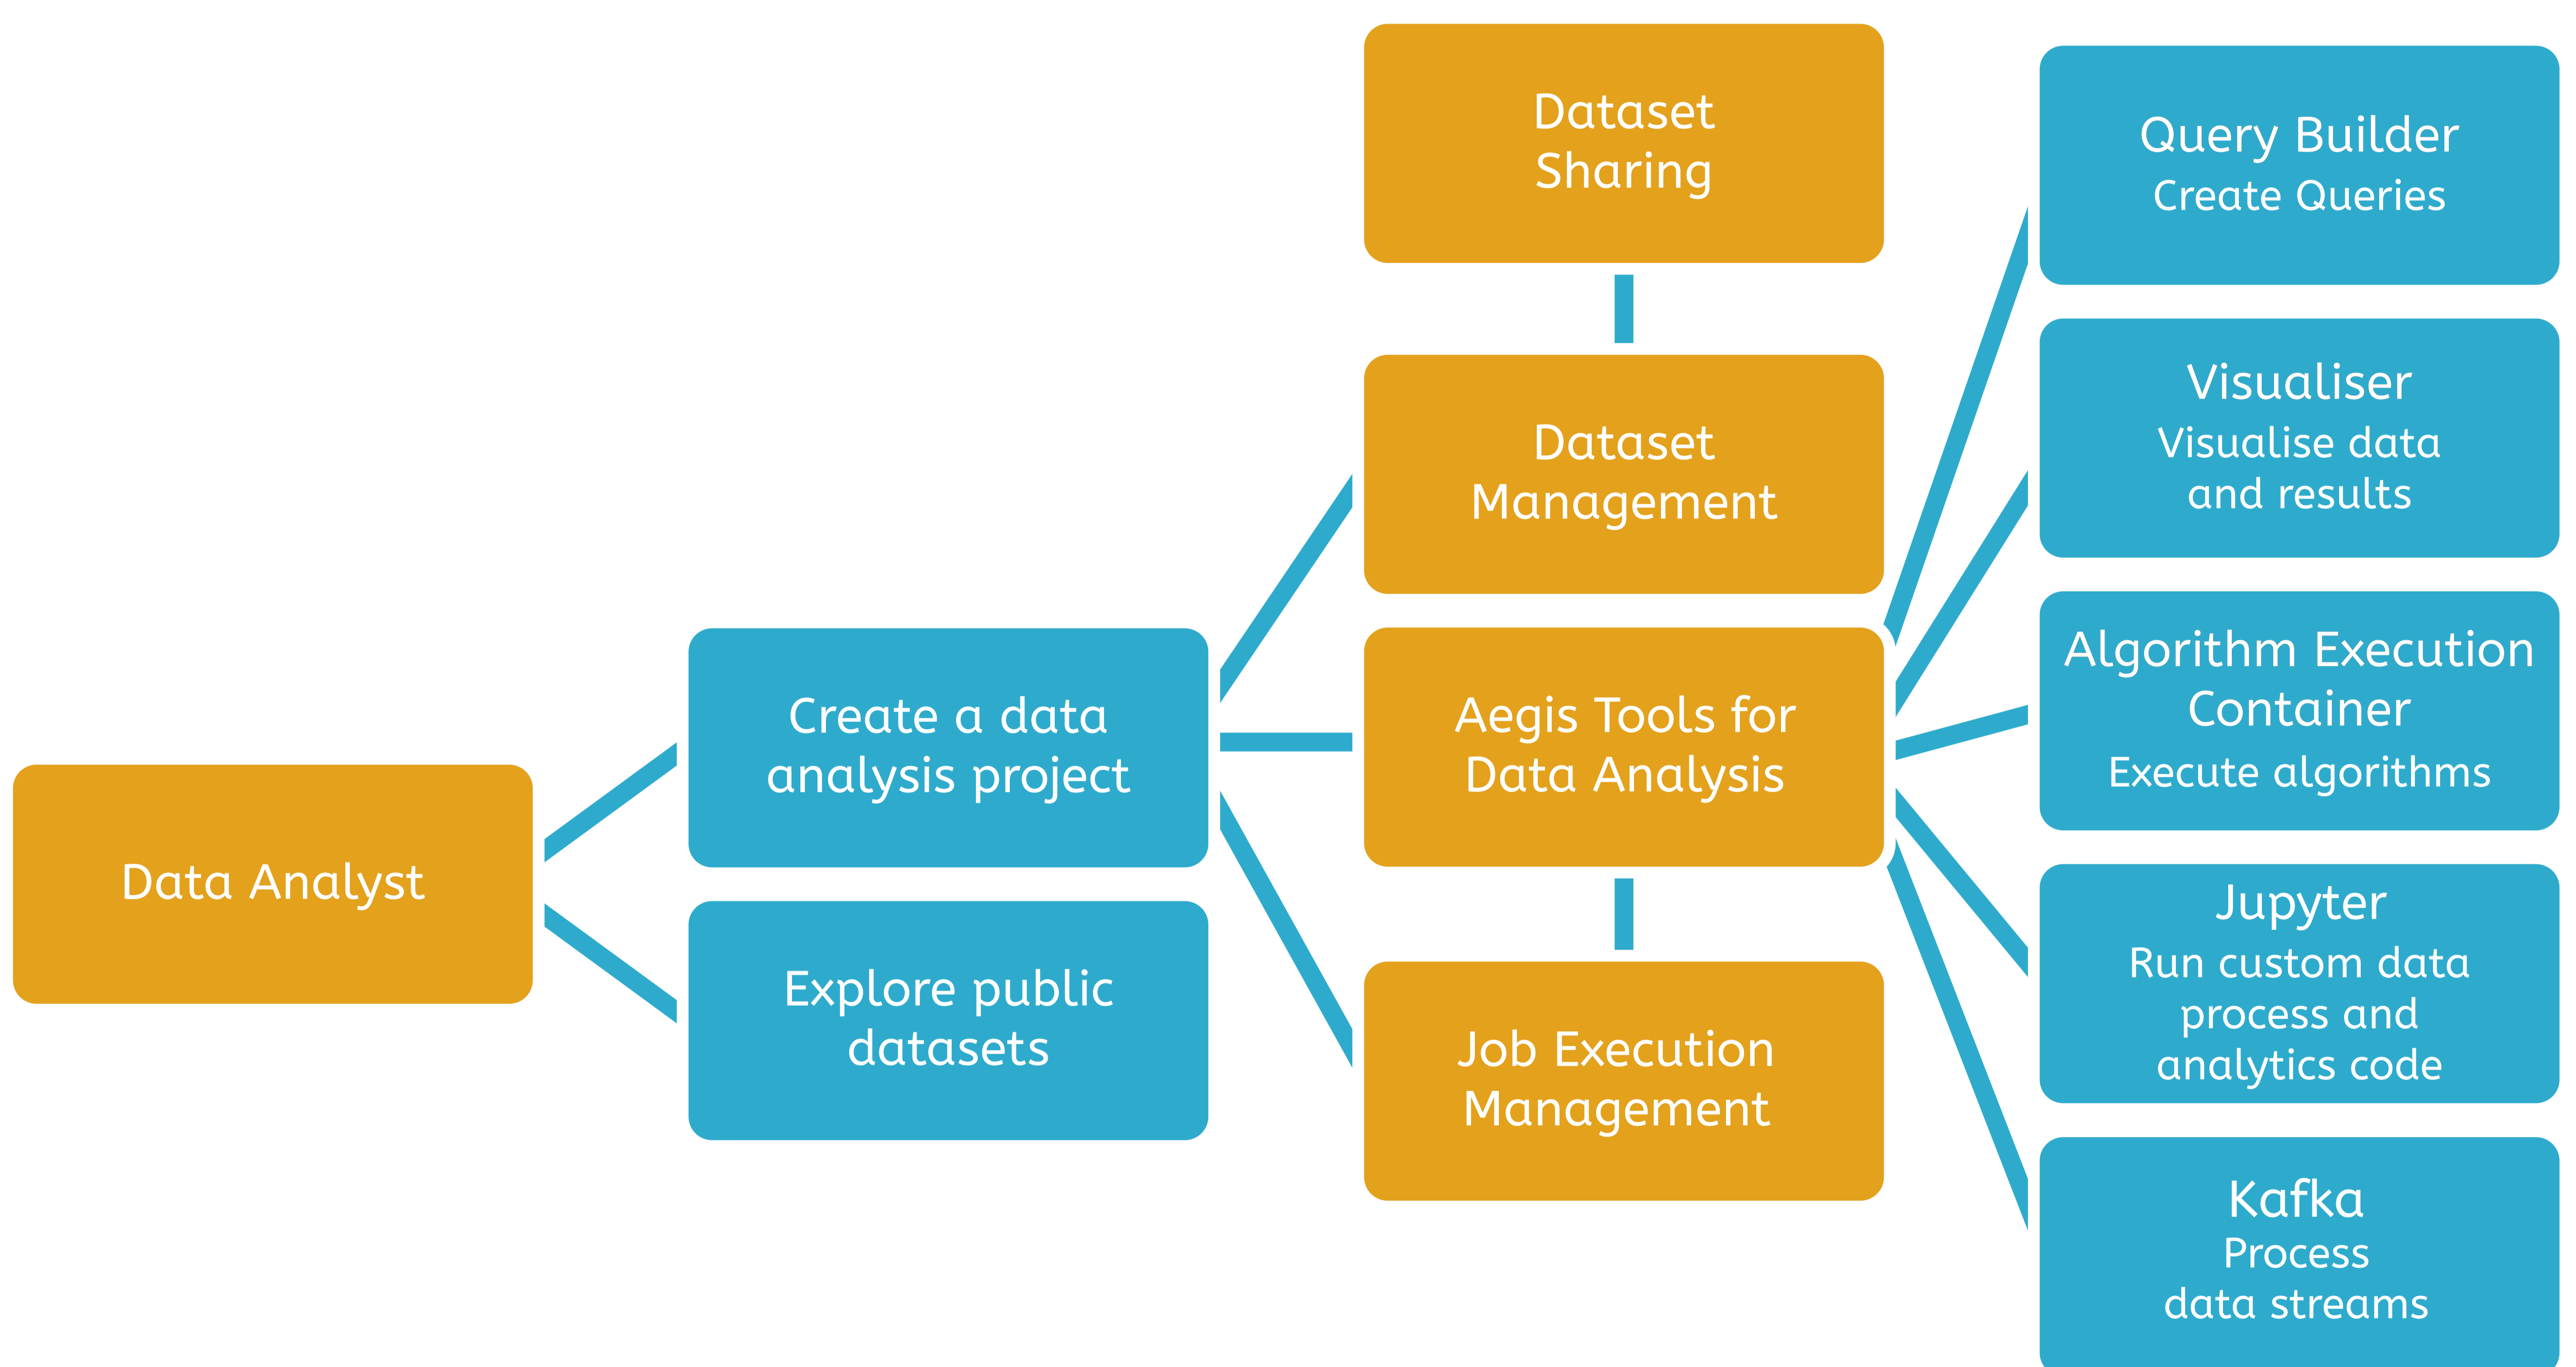 Data Analyst
Create a data
analysis project
Explore public
datasets
Dataset
Sharing
Dataset
Management
Aegis Tools for
Data Analysis
Job Execution
Management
Query Builder
Create Queries
Visualiser
Visualise data
and results
Algorithm Execution
Container
Execute algorithms
Jupyter
Run custom data
process and
analytics code
Kafka
Process
data streams